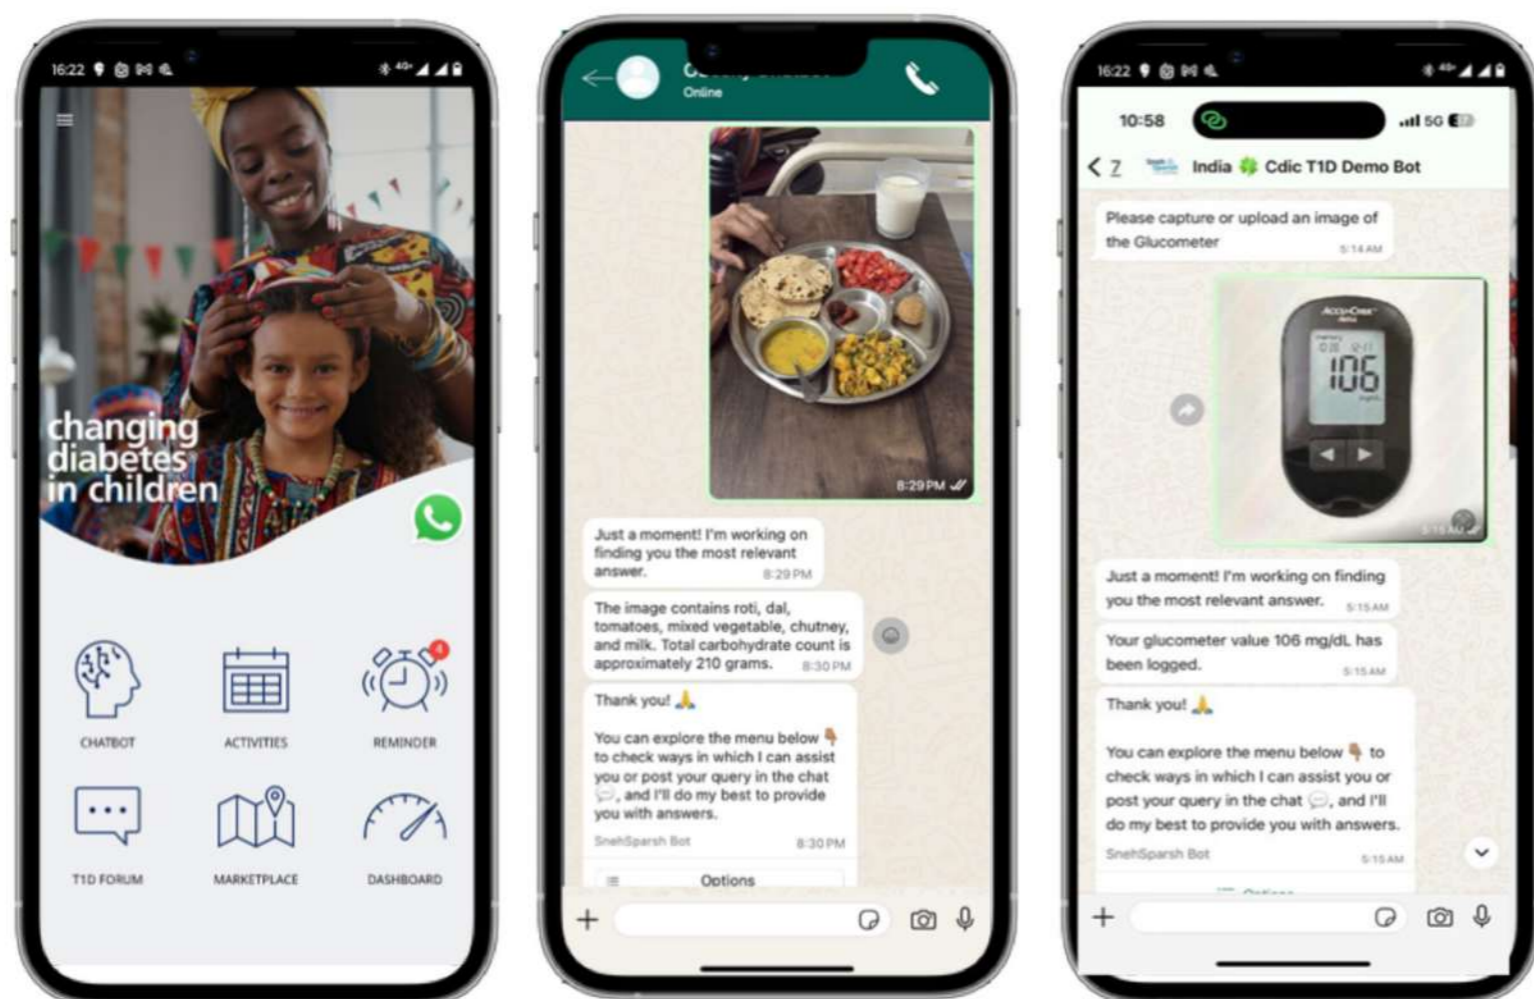 16:22
changing
diabetes
in children
CHATBOT
ACTIVITIES
REMINDER
4
T1D FORUM
MARKETPLACE
DASHBOARD
Online
8:29 PM
Just a moment! I'm working on
finding you the most relevant
answer.
8:29 PM
The image contains roti, dal,
tomatoes, mixed vegetable, chutney,
and milk. Total carbohydrate count is
approximately 210 grams.
8:30 PM
Thank you! 🙏
You can explore the menu below 👇🏽
to check ways in which I can assist
you or post your query in the chat
💬, and I'll do my best to provide
you with answers.
SnehSparsh Bot
8:30 PM
Options
16:22
10:58
5G
7
India 🍀 Cdic T1D Demo Bot
Please capture or upload an image of
the Glucometer
5:14 AM
ACCU-CHEK
106
5:15 AM
Just a moment! I'm working on finding
you the most relevant answer.
5:15 AM
Your glucometer value 106 mg/dL has
been logged.
5:15 AM
Thank you! 🙏
You can explore the menu below 👇🏽 to
check ways in which I can assist you or
post your query in the chat 💬, and I'll
do my best to provide you with answers.
SnehSparsh Bot
5:15 AM